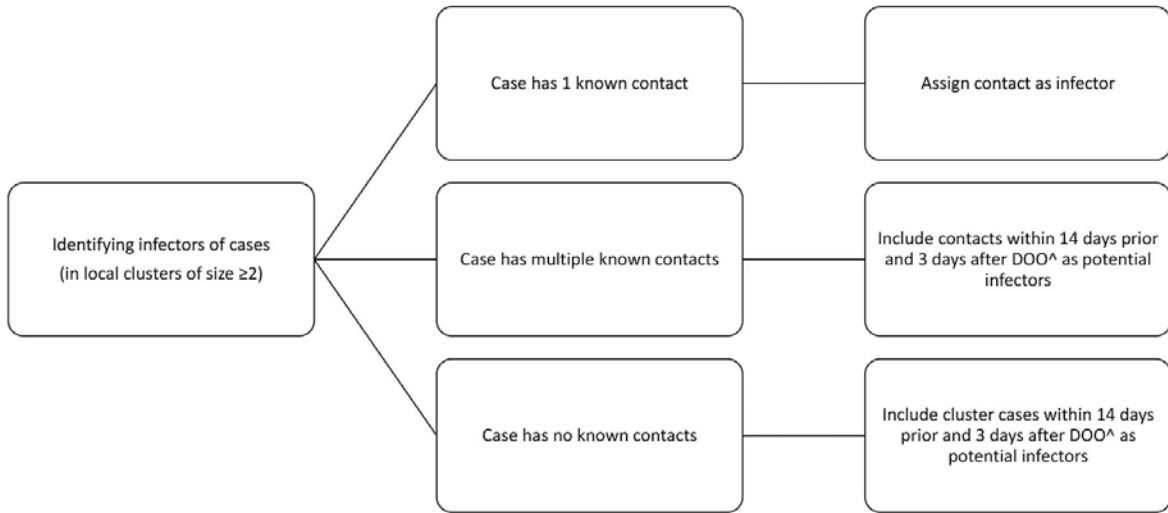 Case has 1 known contact
Assign contact as infector
Identifying infectors of cases
(in local clusters of size ≥2)
Case has multiple known contacts
Include contacts within 14 days prior
and 3 days after DOO^ as potential
infectors
Case has no known contacts
Include cluster cases within 14 days
prior and 3 days after DOO^ as
potential infectors